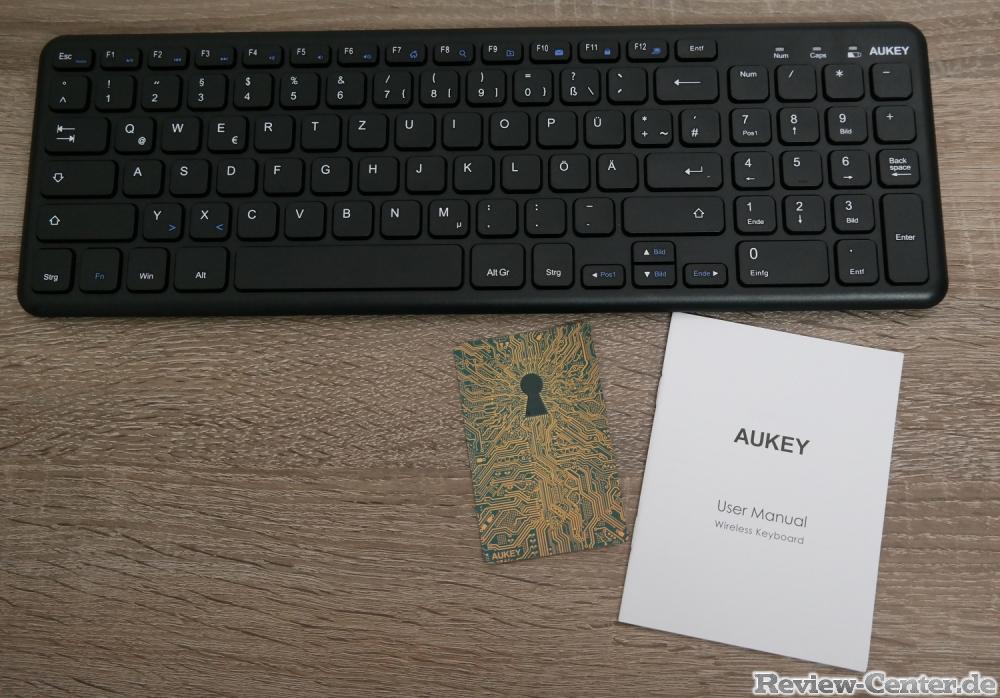 Esc F1 F2 F3 F4 F5 F6 F7 F8 F9 F10 F11 F12 Entf Num Caps AUKEY
° ^ ! 1 " 2 § 3 $ 4 % 5 & 6 / 7 { ( 8 [ ) 9 ] = 0 } ? ß \ ` ´ ← Num / * −
Q @ W E € R T Z U I O P Ü * + ~ ' # 7 Pos1 8 ↑ 9 Bild +
A S D F G H J K L Ö Ä 4 ← 5 6 → Back space
Y > X < C V B N M µ ; , : . – - 1 Ende 2 ↓ 3 Bild Enter
Strg Fn Win Alt Alt Gr Strg ◄ Pos1 ▲ Bild ▼ Bild Ende ► 0 Einfg . Entf
AUKEY
AUKEY
User Manual
Wireless Keyboard
Review-Center.de